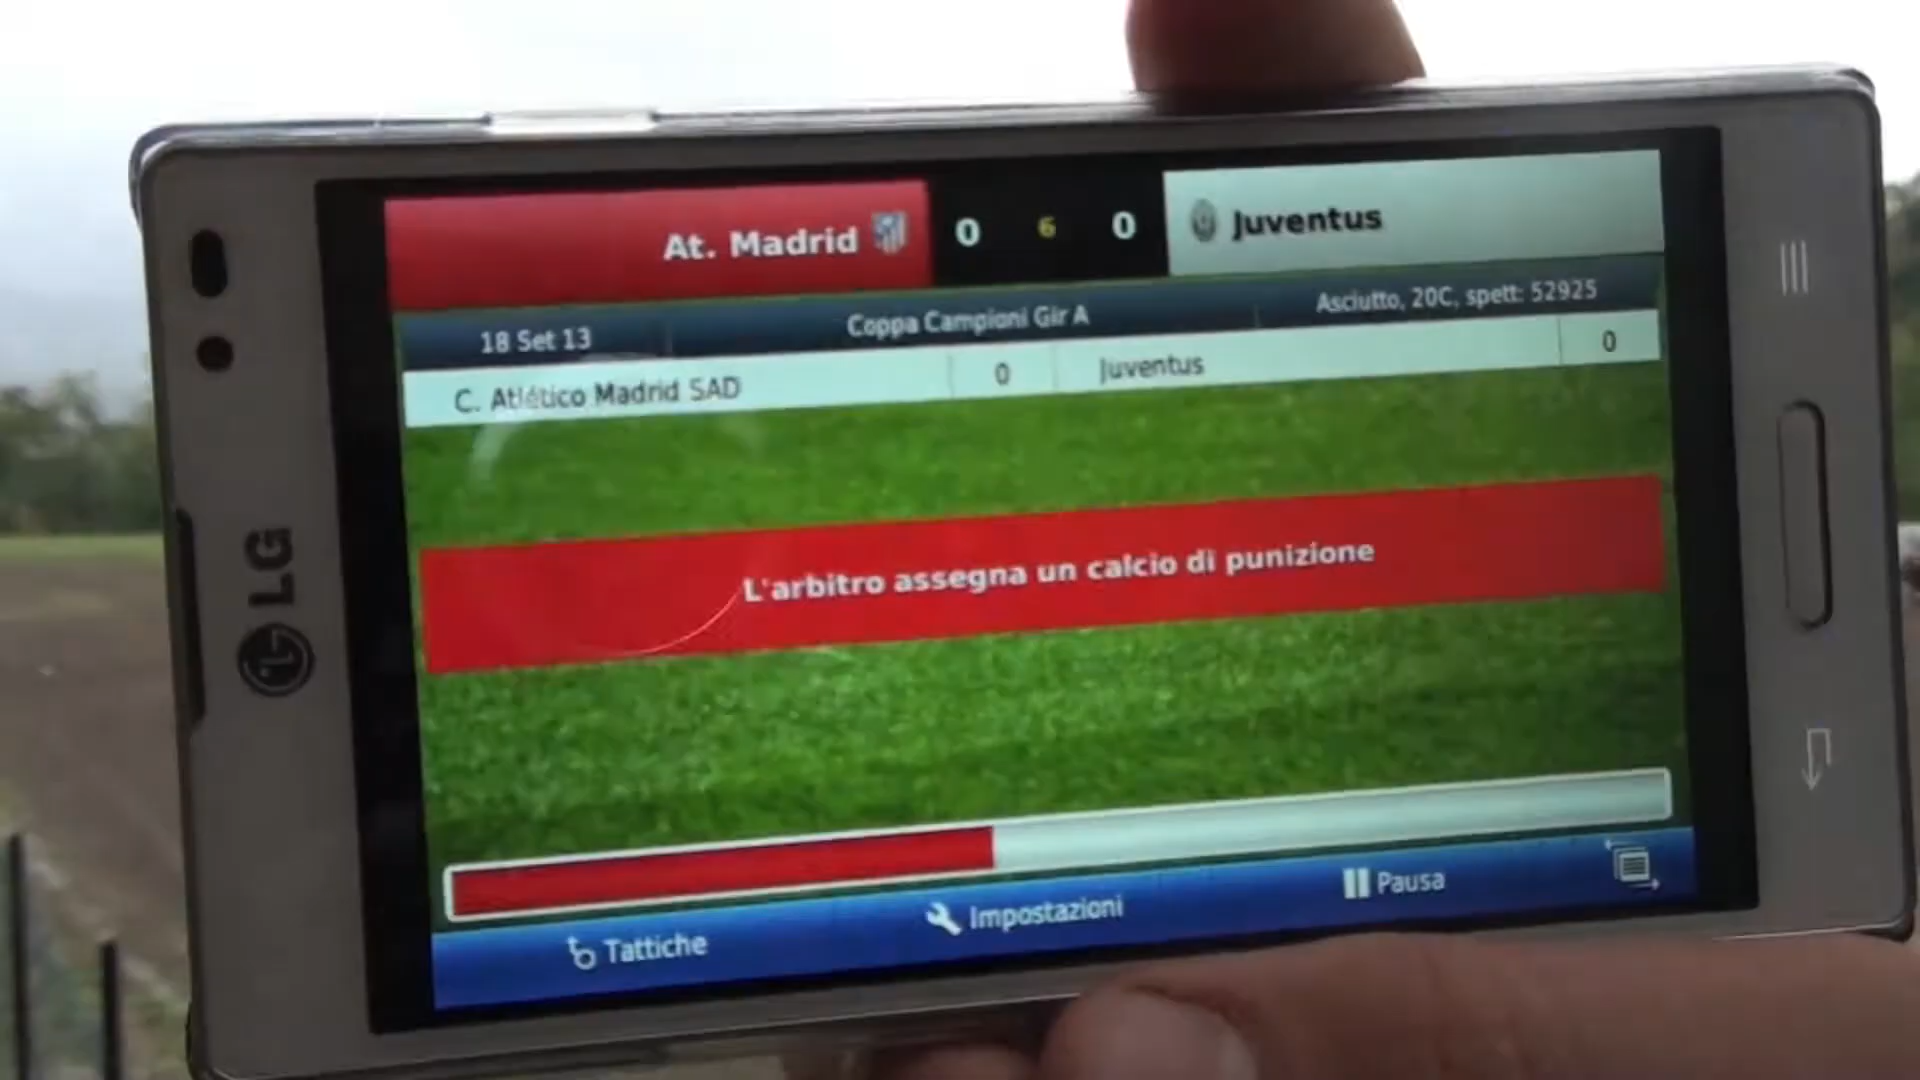 At. Madrid 0 6 0 Juventus
18 Set 13 Coppa Campioni Gir A Asciutto, 20C, spett: 52925
C. Atlético Madrid SAD 0 Juventus 0
L'arbitro assegna un calcio di punizione
Tattiche Impostazioni Pausa
LG